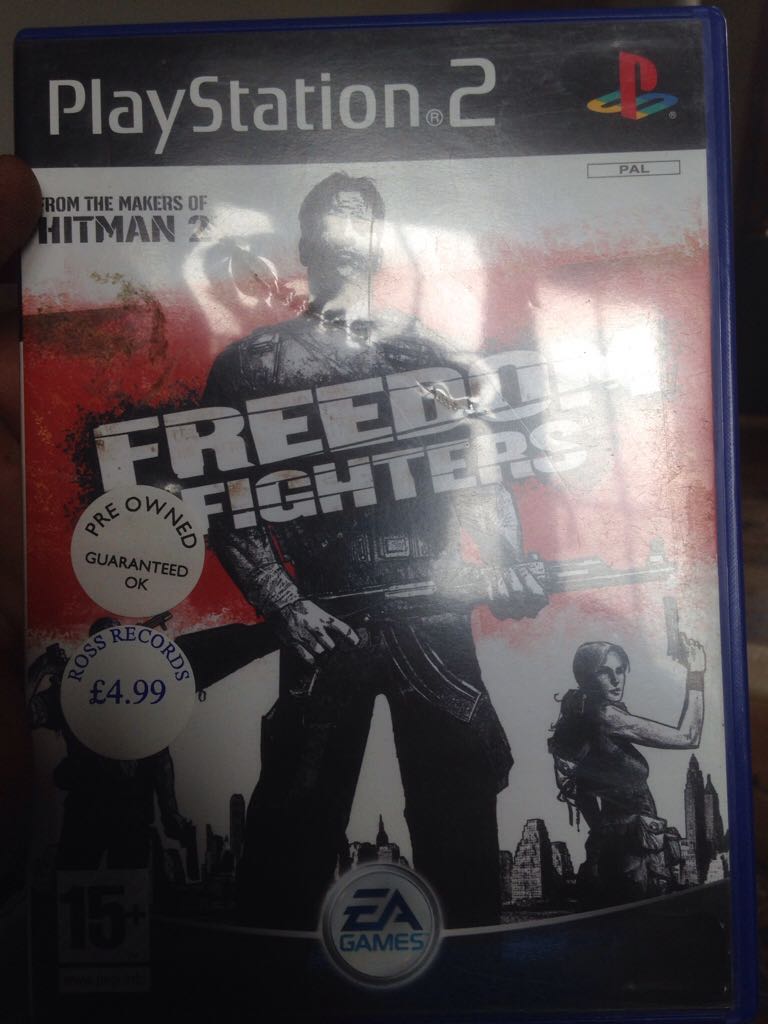 PlayStation®2
PAL
FROM THE MAKERS OF
HITMAN 2
FREEDOM
FIGHTERS
PRE OWNED
GUARANTEED
OK
ROSS RECORDS
£4.99
15+
EA
GAMES